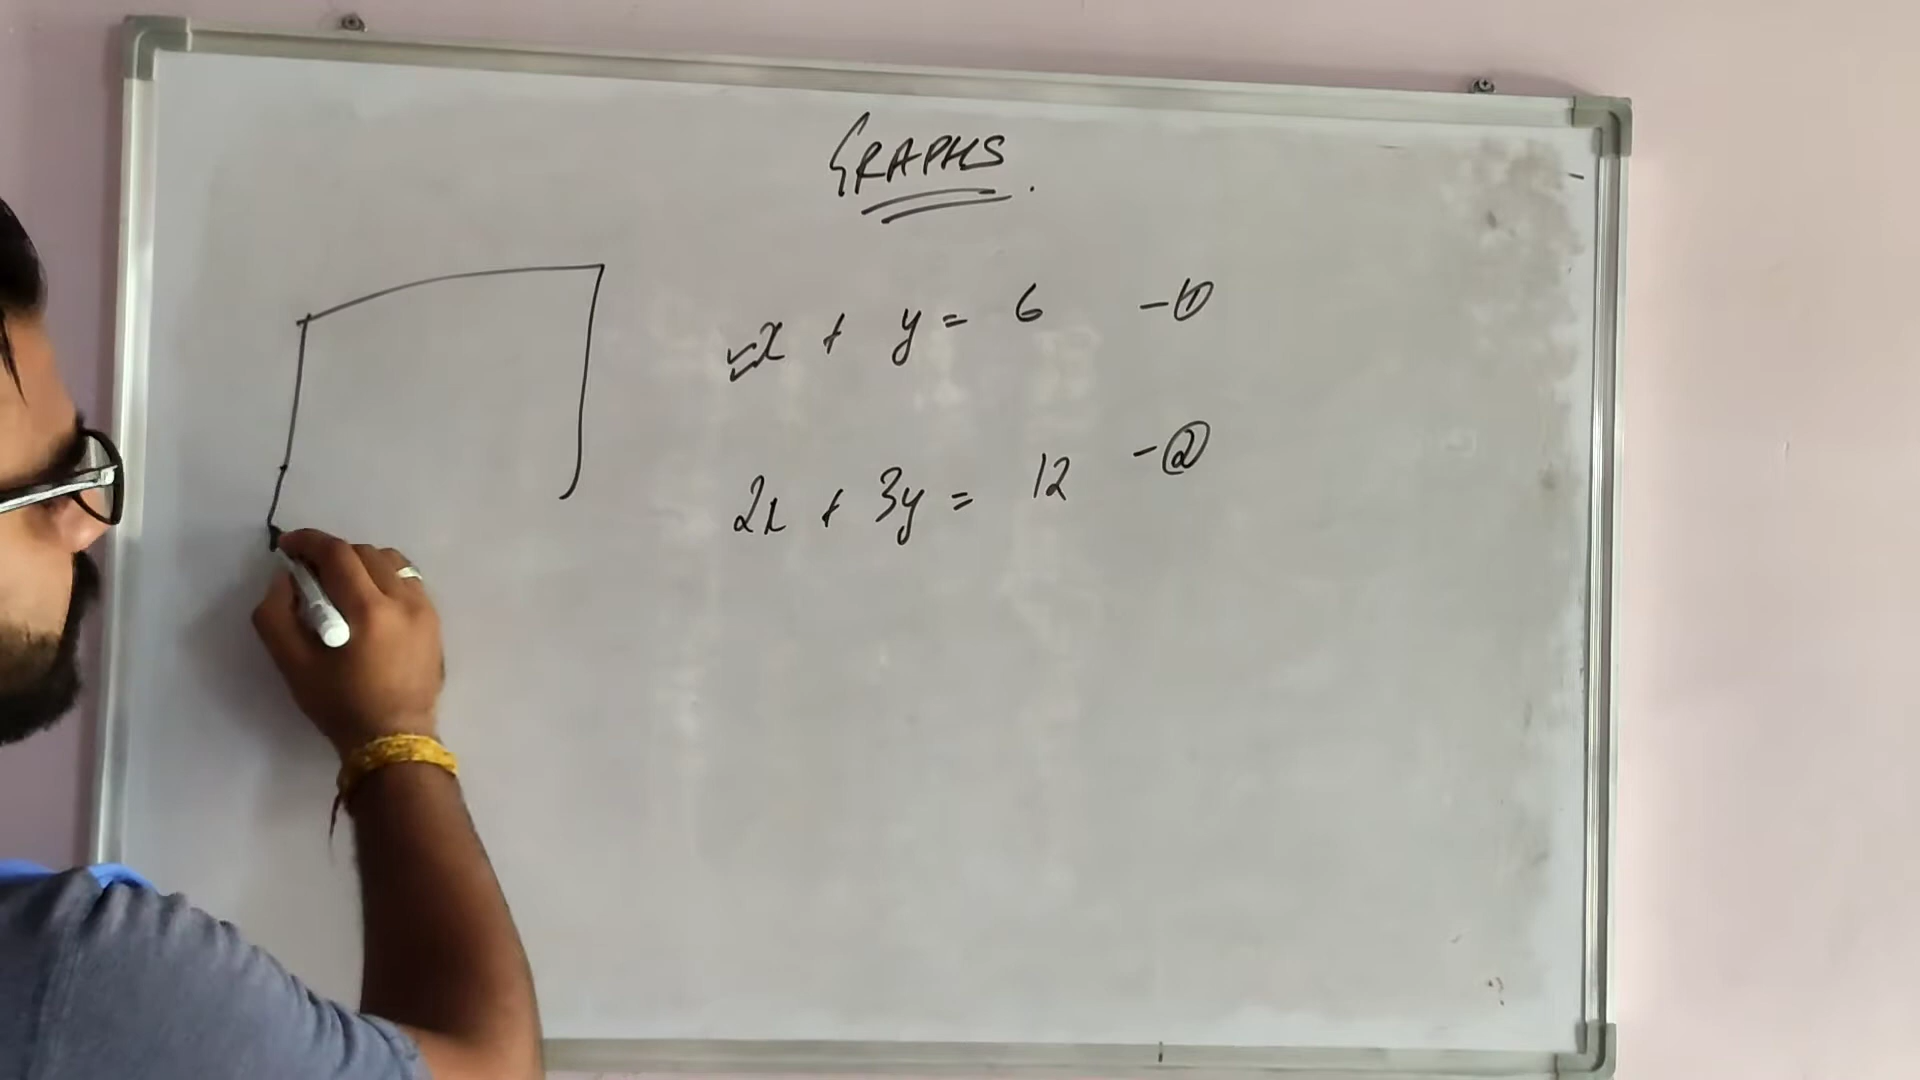 GRAPHS.
x + y = 6 - ①
2x + 3y = 12 - ②